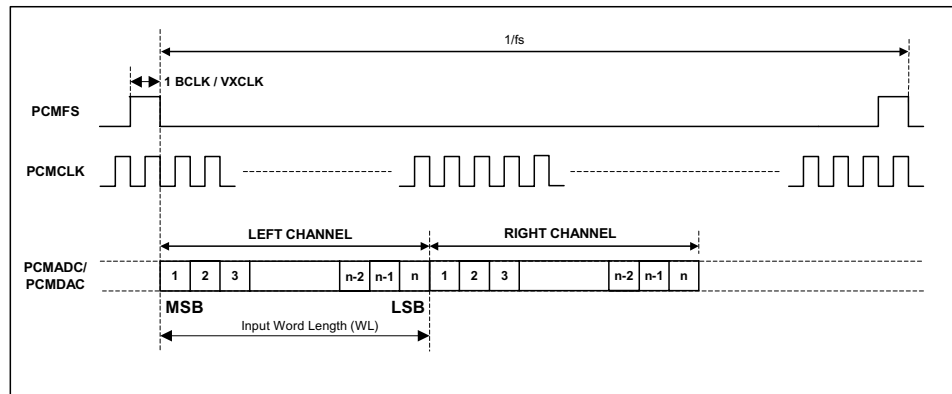 1/fs
1 BCLK / VXCLK
PCMFS
PCMCLK
LEFT CHANNEL
RIGHT CHANNEL
PCMADC/
PCMDAC
1 2 3 n-2 n-1 n 1 2 3 n-2 n-1 n
MSB LSB
Input Word Length (WL)